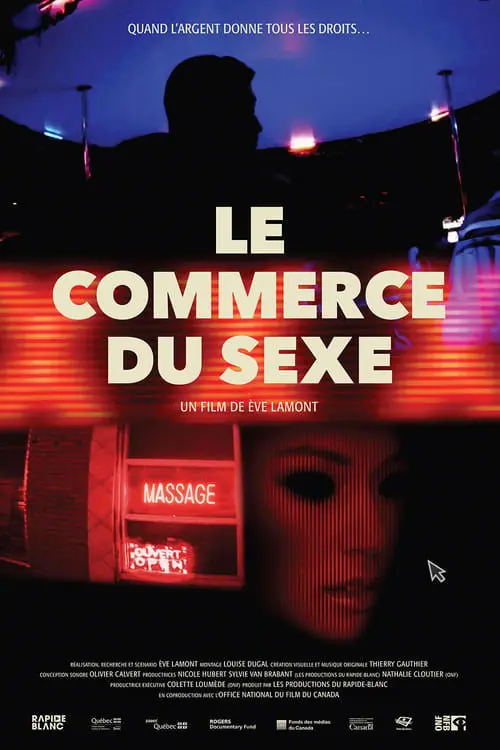 QUAND L'ARGENT DONNE TOUS LES DROITS...
LE
COMMERCE
DU SEXE
UN FILM DE ÈVE LAMONT
MASSAGE
OUVERT
OPEN
RÉALISATION, RECHERCHE ET SCÉNARIO ÈVE LAMONT MONTAGE LOUISE DUGAL CRÉATION VISUELLE ET MUSIQUE ORIGINALE THIERRY GAUTHIER
CONCEPTION SONORE OLIVIER CALVERT PRODUCTRICES NICOLE HUBERT SYLVIE VAN BRABANT (LES PRODUCTIONS DU RAPIDE-BLANC) NATHALIE CLOUTIER (ONF)
PRODUCTRICE EXÉCUTIVE COLETTE LOUMÈDE (ONF) PRODUIT PAR LES PRODUCTIONS DU RAPIDE-BLANC
EN COPRODUCTION AVEC L'OFFICE NATIONAL DU FILM DU CANADA
RAPIDE
BLANC
Québec
Québec
ROGERS
Documentary Fund
Fonds des médias
du Canada
Canada
ONF
NFB